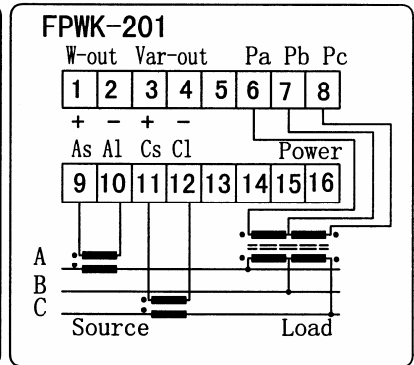 FPWK-201
W-out Var-out Pa Pb Pc
1 2 3 4 5 6 7 8
+ − + −
As Al Cs Cl Power
9 10 11 12 13 14 15 16
A
B
C
Source Load